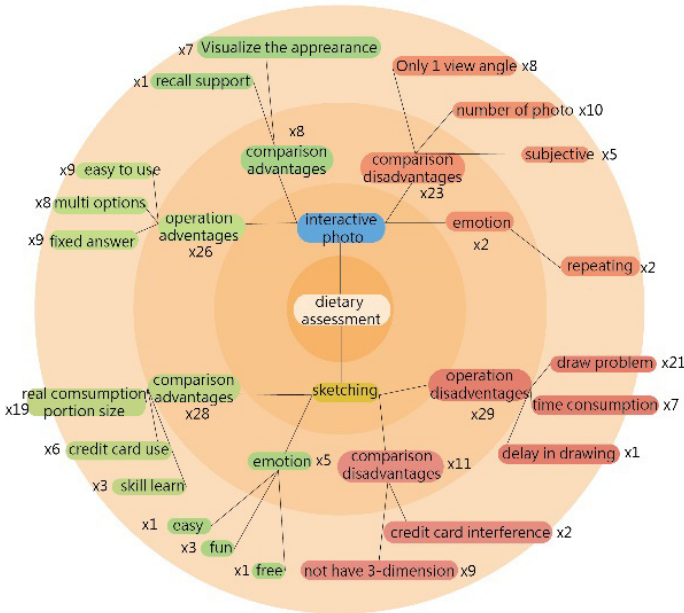 x7 Visualize the apprearance
x1 recall support
Only 1 view angle x8
number of photo x10
subjective x5
x8
comparison
advantages
comparison
disadvantages
x23
x9 easy to use
x8 multi options
x9 fixed answer
operation
adventages
x26
interactive
photo
emotion
x2
repeating x2
dietary
assessment
sketching
comparison
advantages
x28
real comsumption
portion size
x19
x6 credit card use
x3 skill learn
emotion x5
x1 easy
x3 fun
x1 free
operation
disadventages
x29
draw problem x21
time consumption x7
delay in drawing x1
comparison
disadvantages
x11
credit card interference x2
not have 3-dimension x9